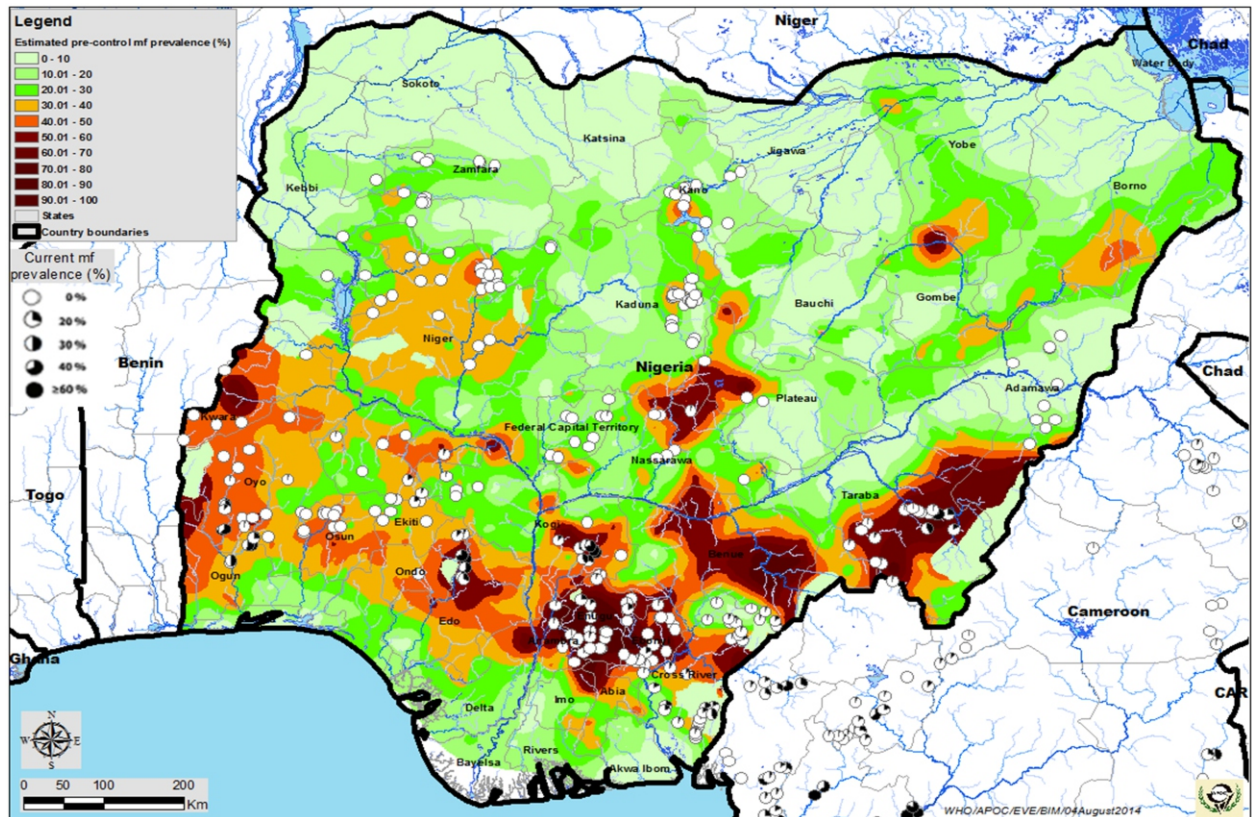 Legend
Estimated pre-control mf prevalence (%)
0 - 10
10.01 - 20
20.01 - 30
30.01 - 40
40.01 - 50
50.01 - 60
60.01 - 70
70.01 - 80
80.01 - 90
90.01 - 100
States
Country boundaries
Current mf
prevalence (%)
0 %
20 %
30 %
40 %
≥60 %
Niger
Chad
Water body
Sokoto
Katsina
Jigawa
Yobe
Zamfara
Kebbi
Kano
Borno
Kaduna
Bauchi
Gombe
Niger
Benin
Nigeria
Chad
Plateau
Adamawa
Kwara
Federal Capital Territory
Nassarawa
Oyo
Togo
Taraba
Ekiti
Kogi
Osun
Benue
Ogun
Ondo
Cameroon
Edo
Ghana
Cross River
CAR
Abia
Imo
Delta
Rivers
Bayelsa
Akwa Ibom
N
W
E
S
0 50 100 200
Km
WHO/APOC/EVE/BIM/04August2014